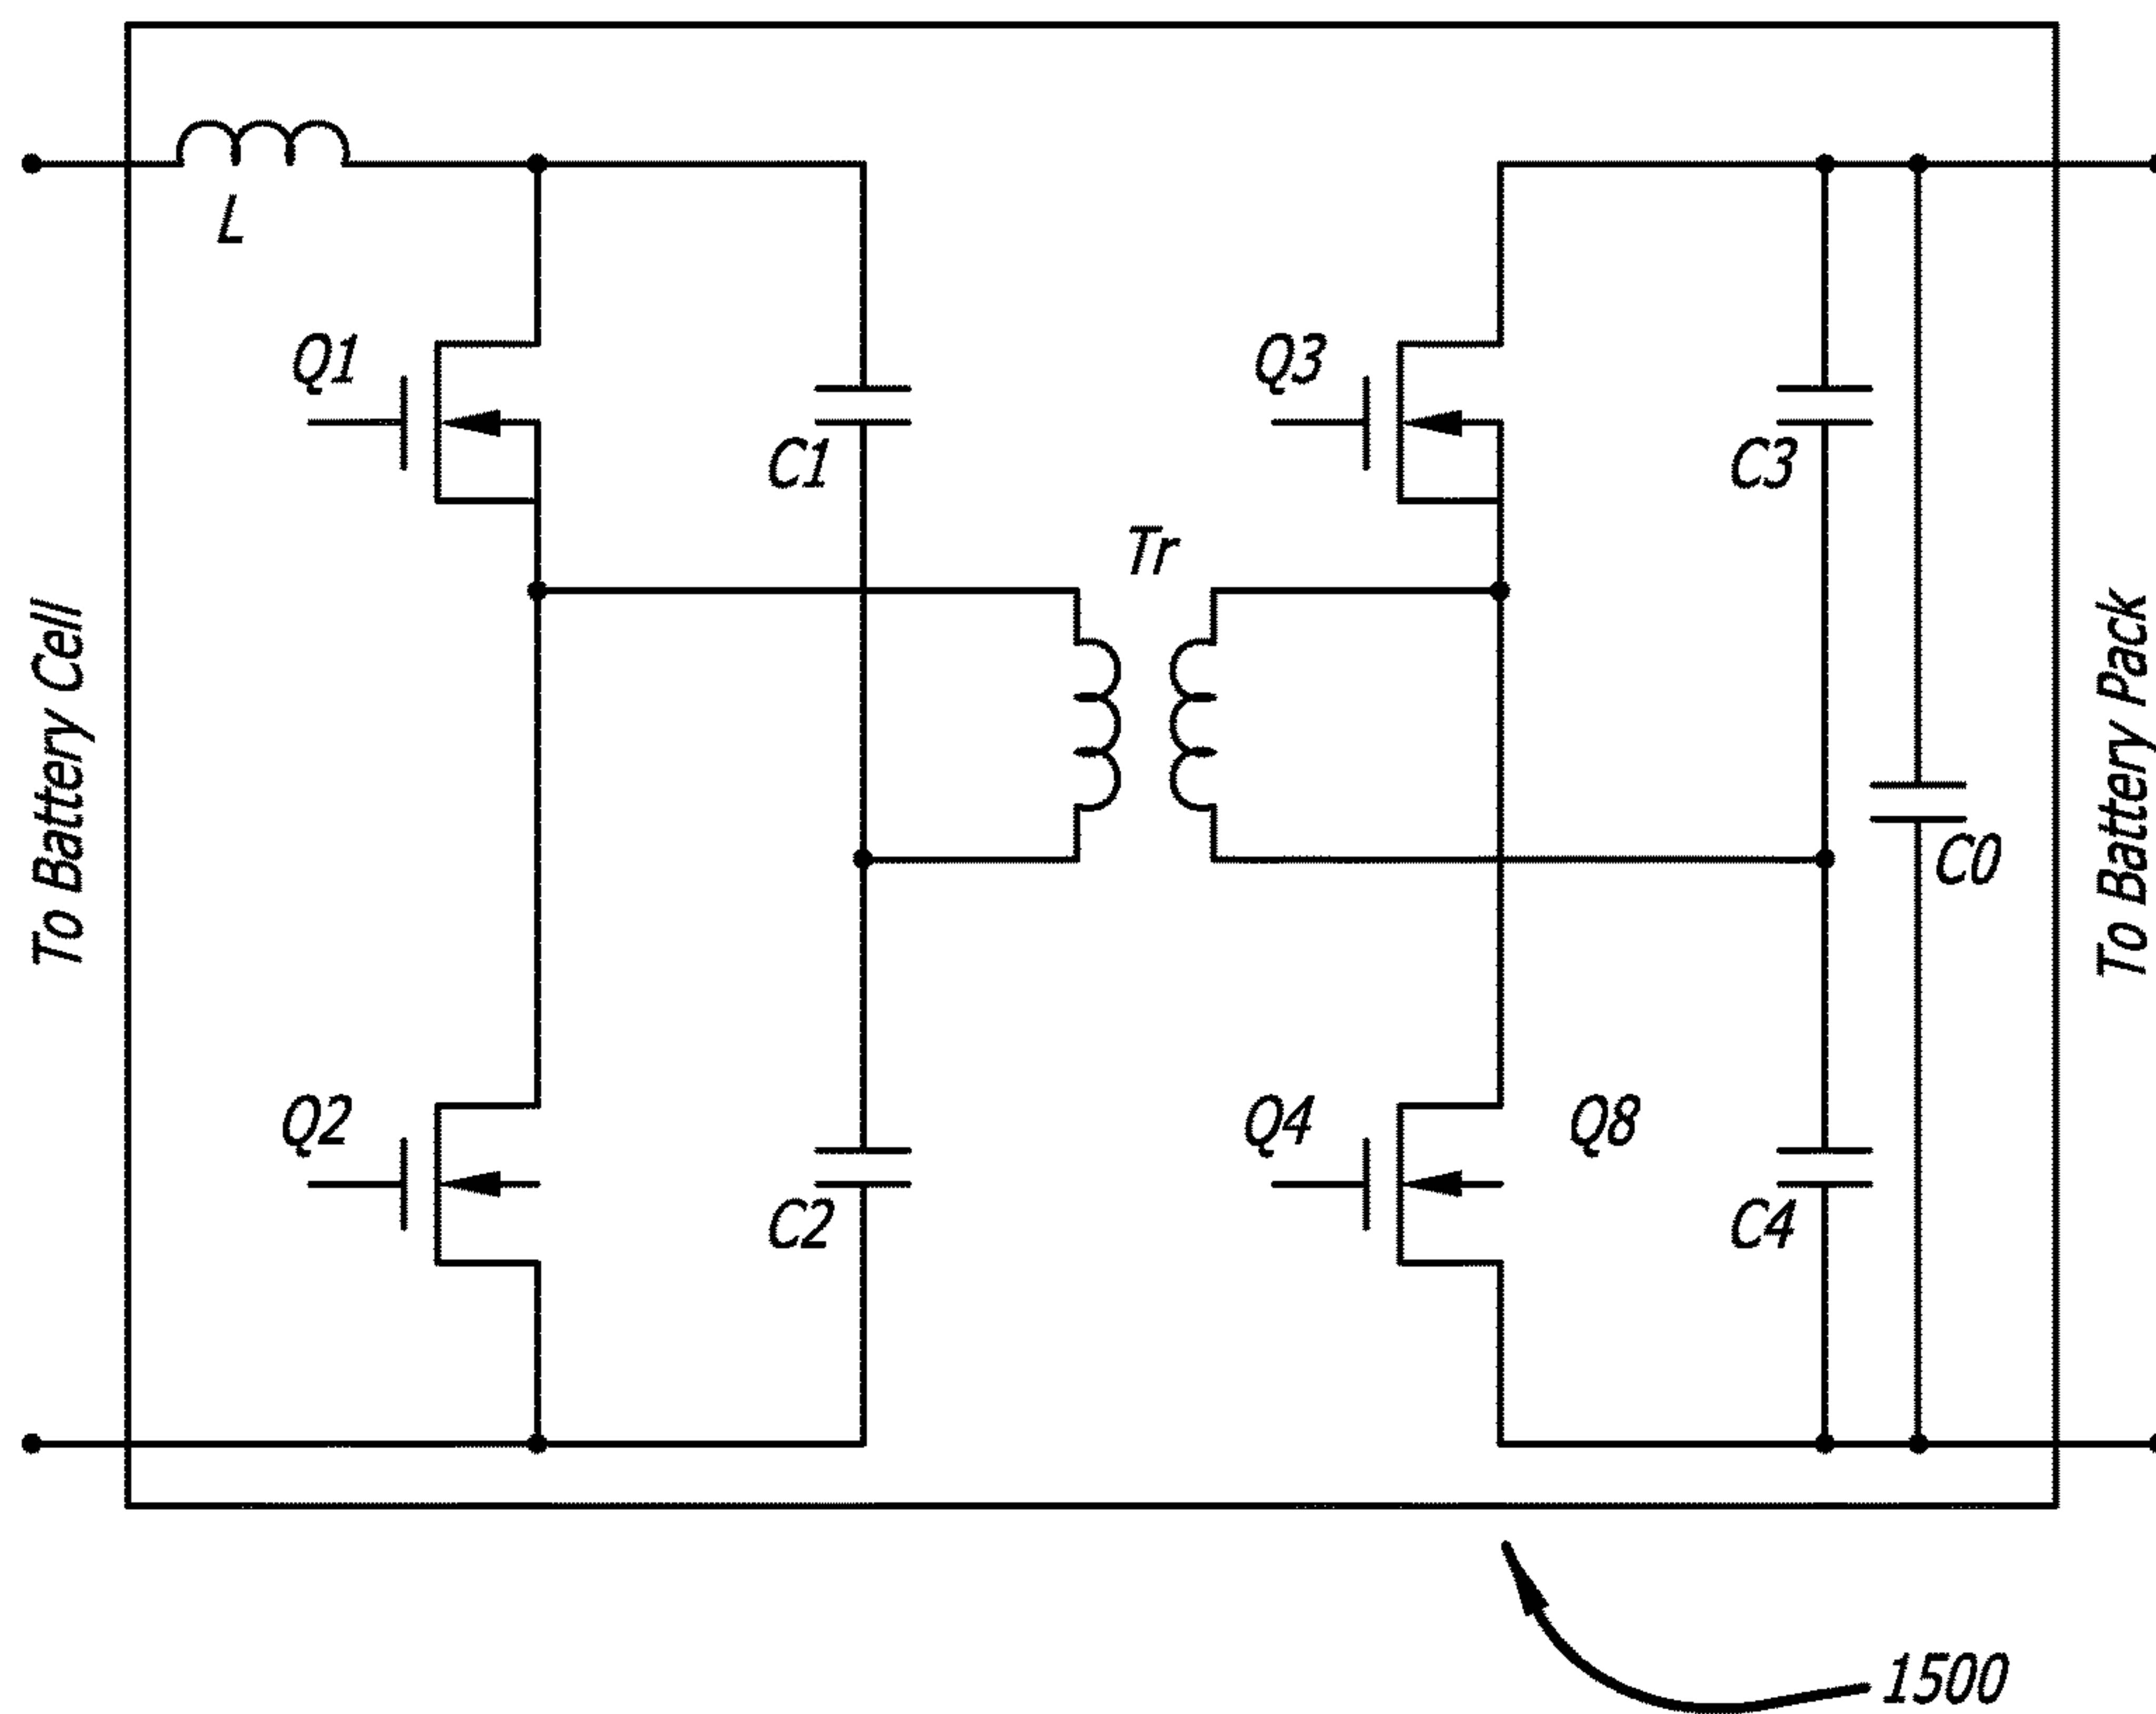 L
Q1
Q3
C1
C3
Tr
To Battery Cell
To Battery Pack
C0
Q2
Q4
Q8
C2
C4
1500